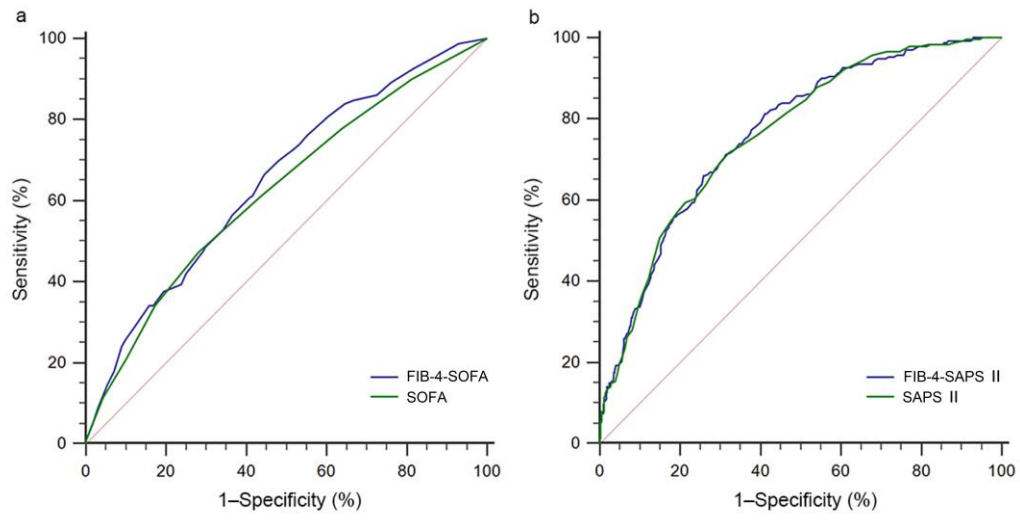 a
100
80
60
40
20
0
Sensitivity (%)
0 20 40 60 80 100
1–Specificity (%)
FIB-4-SOFA
SOFA
b
100
80
60
40
20
0
Sensitivity (%)
0 20 40 60 80 100
1–Specificity (%)
FIB-4-SAPS II
SAPS II